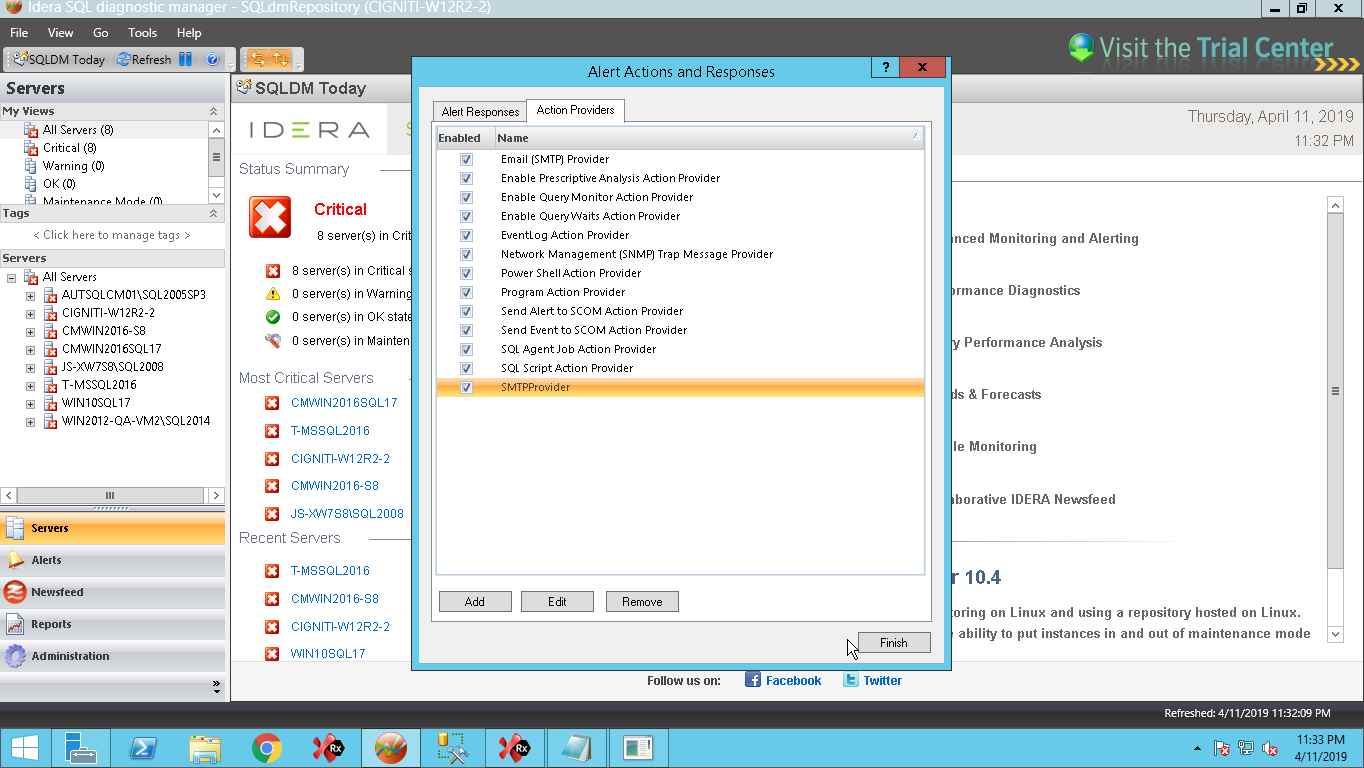 Idera SQL diagnostic manager - SQLdmRepository (CIGNITI-W12R2-2)
File View Go Tools Help
SQLDM Today Refresh
Visit the Trial Center
Servers
My Views
All Servers (8)
Critical (8)
Warning (0)
OK (0)
Maintenance Mode (0)
Tags
< Click here to manage tags >
Servers
All Servers
AUTSQLCM01\SQL2005SP3
CIGNITI-W12R2-2
CMWIN2016-S8
CMWIN2016SQL17
JS-XW7S8\SQL2008
T-MSSQL2016
WIN10SQL17
WIN2012-QA-VM2\SQL2014
Servers
Alerts
Newsfeed
Reports
Administration
SQLDM Today
IDERA
Thursday, April 11, 2019
11:32 PM
Status Summary
Critical
8 server(s) in Crit
8 server(s) in Critical s
0 server(s) in Warning
0 server(s) in OK state
0 server(s) in Mainten
Most Critical Servers
CMWIN2016SQL17
T-MSSQL2016
CIGNITI-W12R2-2
CMWIN2016-S8
JS-XW7S8\SQL2008
Recent Servers
T-MSSQL2016
CMWIN2016-S8
CIGNITI-W12R2-2
WIN10SQL17
Alert Actions and Responses
? X
Alert Responses Action Providers
Enabled Name
Email (SMTP) Provider
Enable Prescriptive Analysis Action Provider
Enable Query Monitor Action Provider
Enable Query Waits Action Provider
EventLog Action Provider
Network Management (SNMP) Trap Message Provider
Power Shell Action Provider
Program Action Provider
Send Alert to SCOM Action Provider
Send Event to SCOM Action Provider
SQL Agent Job Action Provider
SQL Script Action Provider
SMTPProvider
Add Edit Remove
Finish
nced Monitoring and Alerting
rmance Diagnostics
y Performance Analysis
ds & Forecasts
le Monitoring
aborative IDERA Newsfeed
r 10.4
toring on Linux and using a repository hosted on Linux.
e ability to put instances in and out of maintenance mode
Follow us on: Facebook Twitter
Refreshed: 4/11/2019 11:32:09 PM
Rx Rx
11:33 PM
4/11/2019